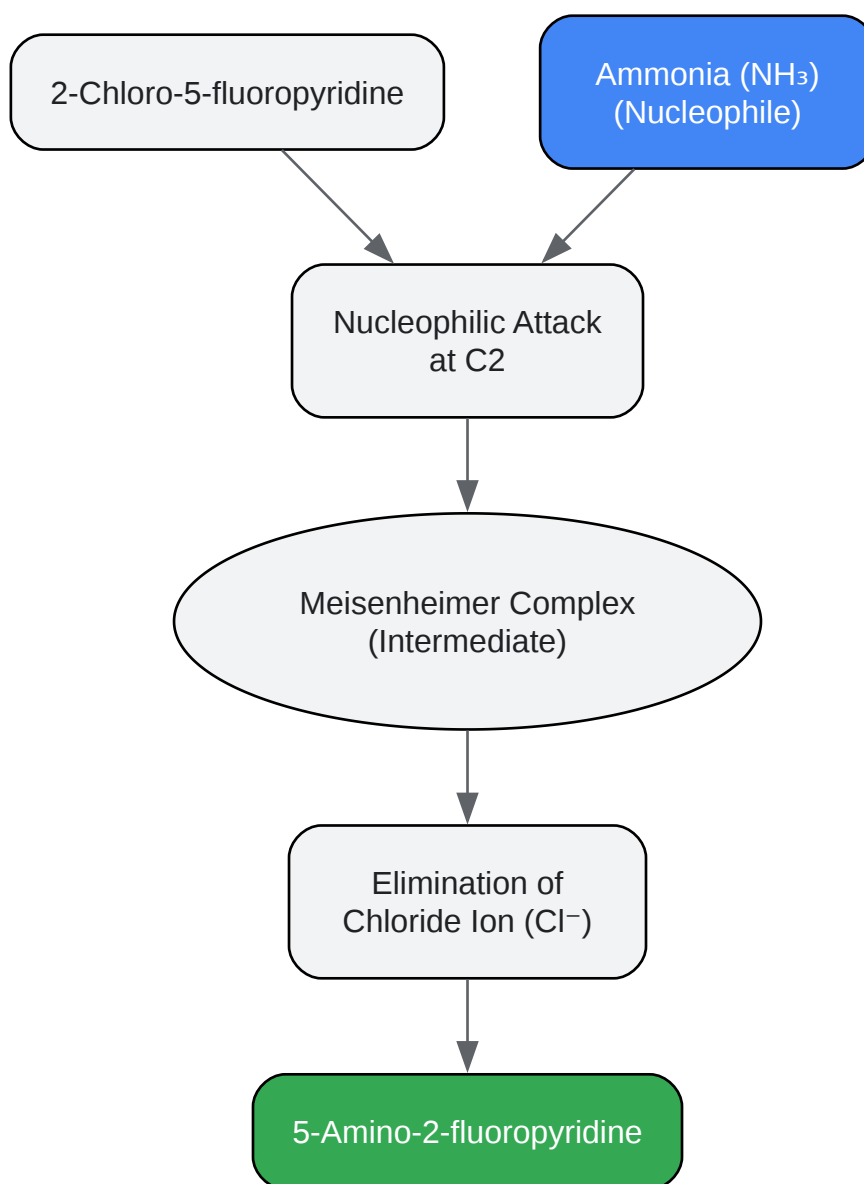 2-Chloro-5-fluoropyridine
Ammonia (NH₃)
(Nucleophile)
Nucleophilic Attack
at C2
Meisenheimer Complex
(Intermediate)
Elimination of
Chloride Ion (Cl⁻)
5-Amino-2-fluoropyridine